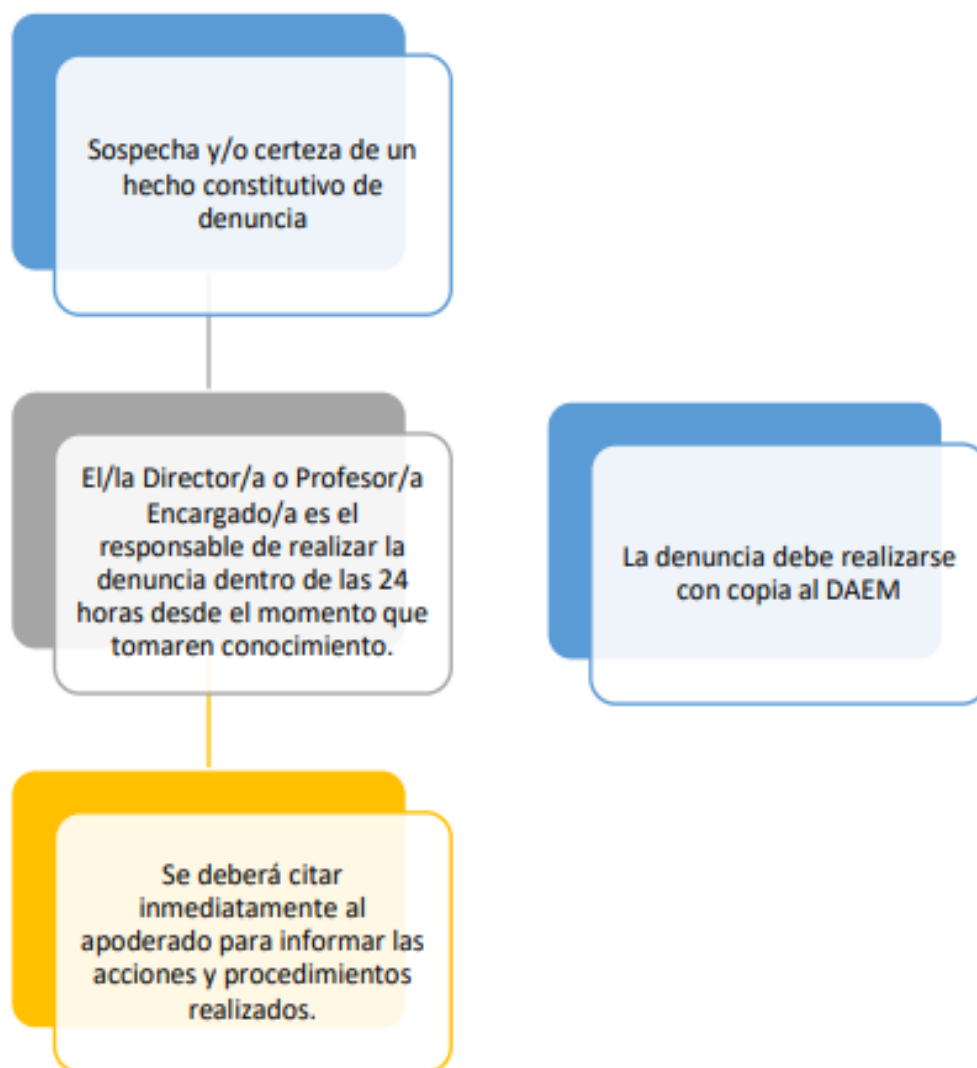 Sospecha y/o certeza de un
hecho constitutivo de
denuncia
El/la Director/a o Profesor/a
Encargado/a es el
responsable de realizar la
denuncia dentro de las 24
horas desde el momento que
tomaren conocimiento.
La denuncia debe realizarse
con copia al DAEM
Se deberá citar
inmediatamente al
apoderado para informar las
acciones y procedimientos
realizados.